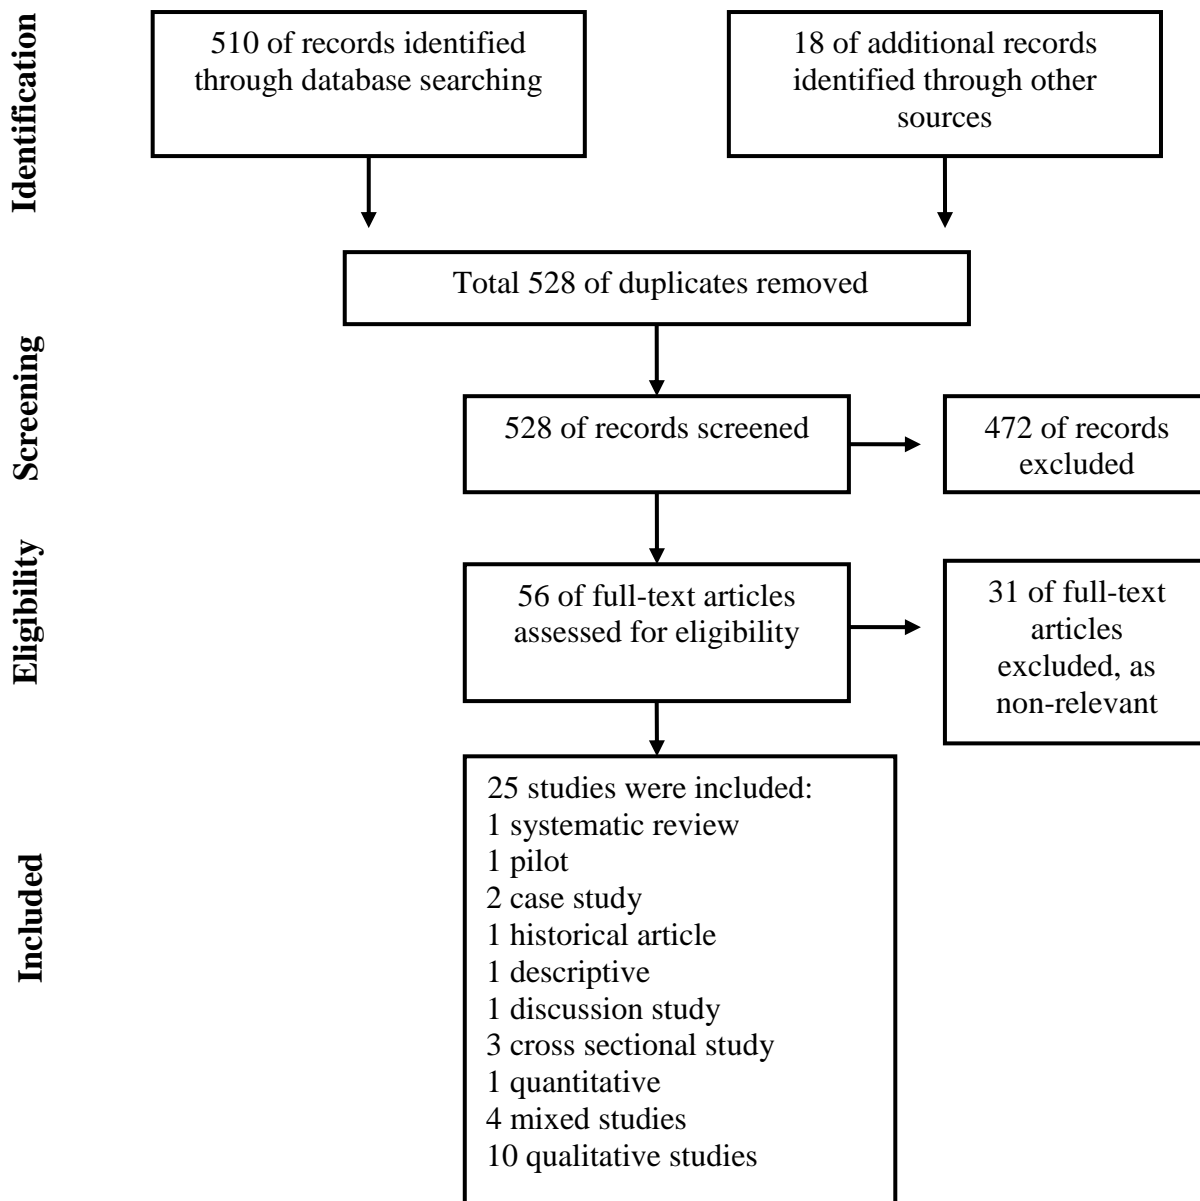 Identification
510 of records identified
through database searching
18 of additional records
identified through other
sources
Total 528 of duplicates removed
Screening
528 of records screened
472 of records
excluded
Eligibility
56 of full-text articles
assessed for eligibility
31 of full-text
articles
excluded, as
non-relevant
Included
25 studies were included:
1 systematic review
1 pilot
2 case study
1 historical article
1 descriptive
1 discussion study
3 cross sectional study
1 quantitative
4 mixed studies
10 qualitative studies